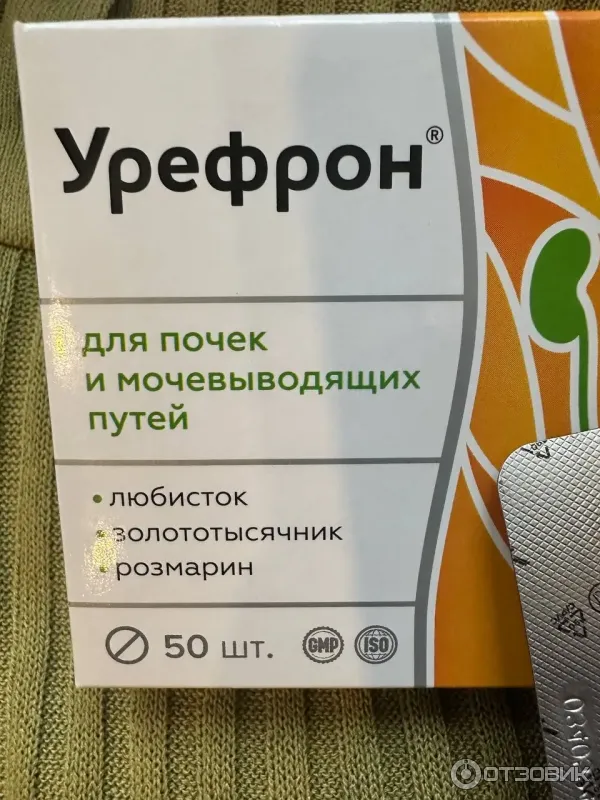 Урефрон®
для почек
и мочевыводящих
путей
• любисток
• золототысячник
• розмарин
50 шт.
GMP
ISO
ОТЗОВИК